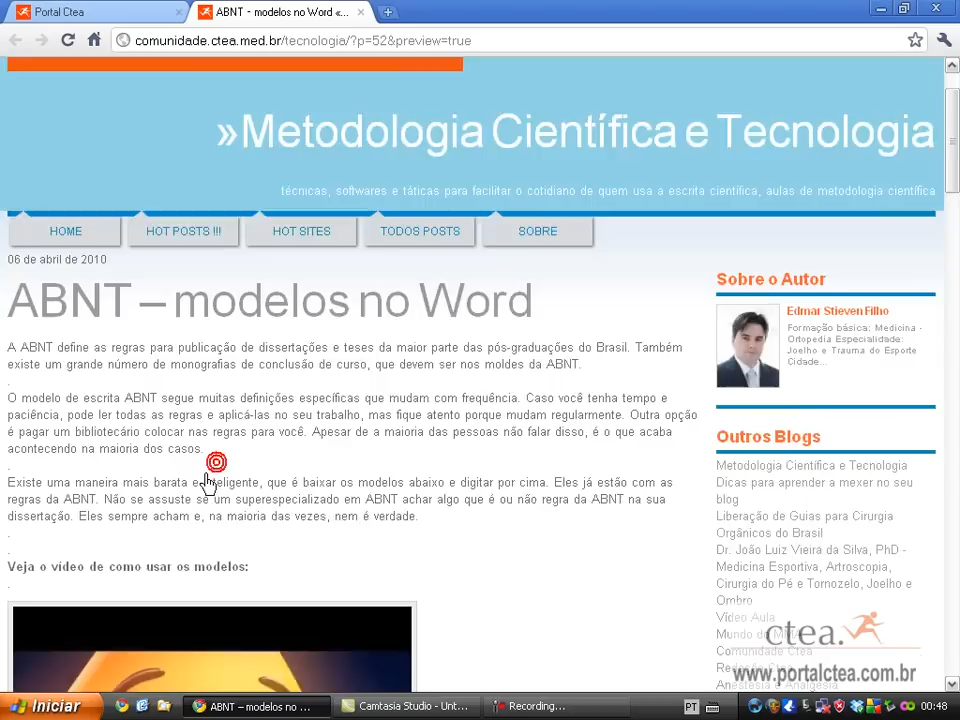 Portal Ctea
ABNT - modelos no Word «...
comunidade.ctea.med.br/tecnologia/?p=52&preview=true
»Metodologia Científica e Tecnologia
técnicas, softwares e táticas para facilitar o cotidiano de quem usa a escrita científica, aulas de metodologia científica
HOME
HOT POSTS !!!
HOT SITES
TODOS POSTS
SOBRE
06 de abril de 2010
ABNT – modelos no Word
A ABNT define as regras para publicação de dissertações e teses da maior parte das pós-graduações do Brasil. Também
existe um grande número de monografias de conclusão de curso, que devem ser nos moldes da ABNT.
.
O modelo de escrita ABNT segue muitas definições específicas que mudam com frequência. Caso você tenha tempo e
paciência, pode ler todas as regras e aplicá-las no seu trabalho, mas fique atento porque mudam regularmente. Outra opção
é pagar um bibliotecário colocar nas regras para você. Apesar de a maioria das pessoas não falar disso, é o que acaba
acontecendo na maioria dos casos.
.
Existe uma maneira mais barata e inteligente, que é baixar os modelos abaixo e digitar por cima. Eles já estão com as
regras da ABNT. Não se assuste se um superespecializado em ABNT achar algo que é ou não regra da ABNT na sua
dissertação. Eles sempre acham e, na maioria das vezes, nem é verdade.
.
.
Veja o vídeo de como usar os modelos:
.
Sobre o Autor
Edmar Stieven Filho
Formação básica: Medicina -
Ortopedia Especialidade:
Joelho e Trauma do Esporte
Cidade...
Outros Blogs
Metodologia Científica e Tecnologia
Dicas para aprender a mexer no seu
blog
Liberação de Guias para Cirurgia
Orgânicos do Brasil
Dr. João Luiz Vieira da Silva, PhD -
Medicina Esportiva, Artroscopia,
Cirurgia do Pé e Tornozelo, Joelho e
Ombro
Vídeo Aula
Mundo do MMA
Comunidade Ctea
Anestesia e Analgesia
ctea.
www.portalctea.com.br
Iniciar
ABNT – modelos no ...
Camtasia Studio - Unt...
Recording...
PT
00:48